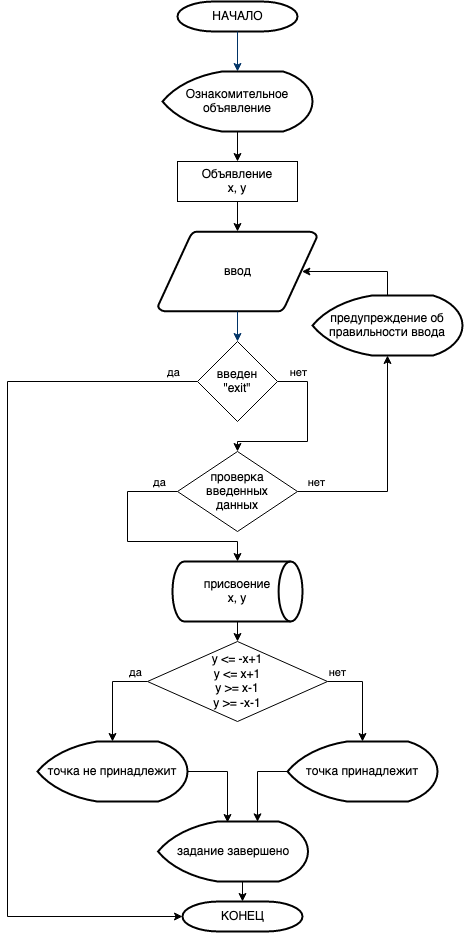 НАЧАЛО
Ознакомительное
объявление
Объявление
x, y
ввод
предупреждение об
правильности ввода
да
введен
"exit"
нет
да
проверка
введенных
данных
нет
присвоение
x, y
да
y <= -x+1
y <= x+1
y >= x-1
y >= -x-1
нет
точка не принадлежит
точка принадлежит
задание завершено
КОНЕЦ